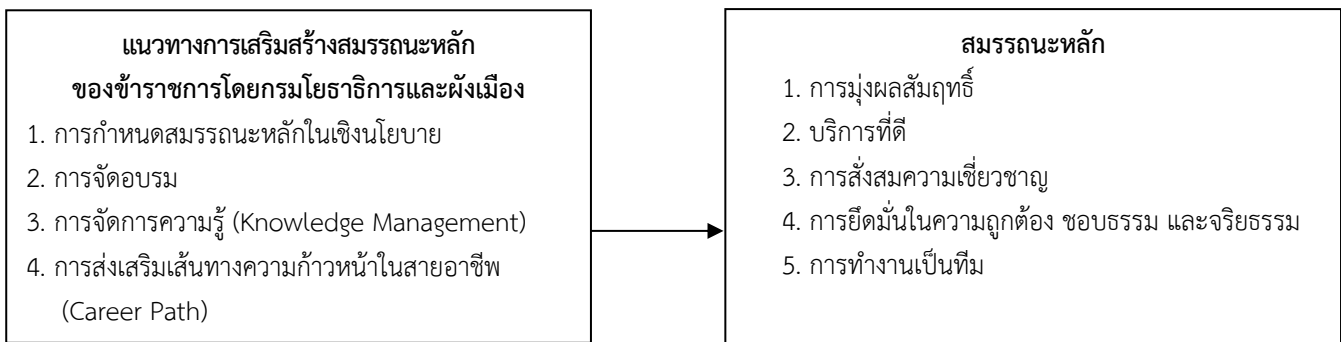 แนวทางการเสริมสร้างสมรรถนะหลัก
ของข้าราชการโดยกรมโยธาธิการและผังเมือง
1. การกำหนดสมรรถนะหลักในเชิงนโยบาย
2. การจัดอบรม
3. การจัดการความรู้ (Knowledge Management)
4. การส่งเสริมเส้นทางความก้าวหน้าในสายอาชีพ
(Career Path)
สมรรถนะหลัก
1. การมุ่งผลสัมฤทธิ์
2. บริการที่ดี
3. การสั่งสมความเชี่ยวชาญ
4. การยึดมั่นในความถูกต้อง ชอบธรรม และจริยธรรม
5. การทำงานเป็นทีม